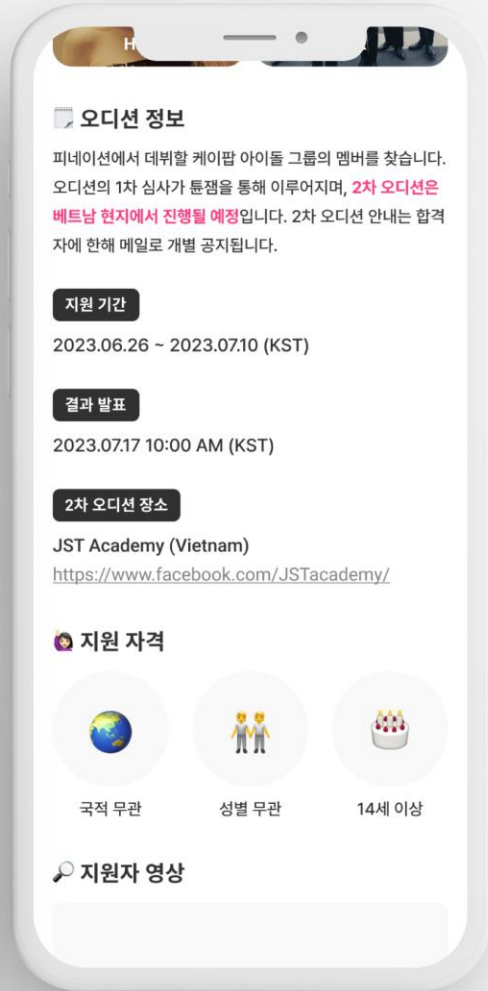 H
🗒️ 오디션 정보
피네이션에서 데뷔할 케이팝 아이돌 그룹의 멤버를 찾습니다.
오디션의 1차 심사가 튠잼을 통해 이루어지며, 2차 오디션은
베트남 현지에서 진행될 예정입니다. 2차 오디션 안내는 합격
자에 한해 메일로 개별 공지됩니다.
지원 기간
2023.06.26 ~ 2023.07.10 (KST)
결과 발표
2023.07.17 10:00 AM (KST)
2차 오디션 장소
JST Academy (Vietnam)
https://www.facebook.com/JSTacademy/
🙋🏻‍♀️ 지원 자격
국적 무관 성별 무관 14세 이상
🔎 지원자 영상